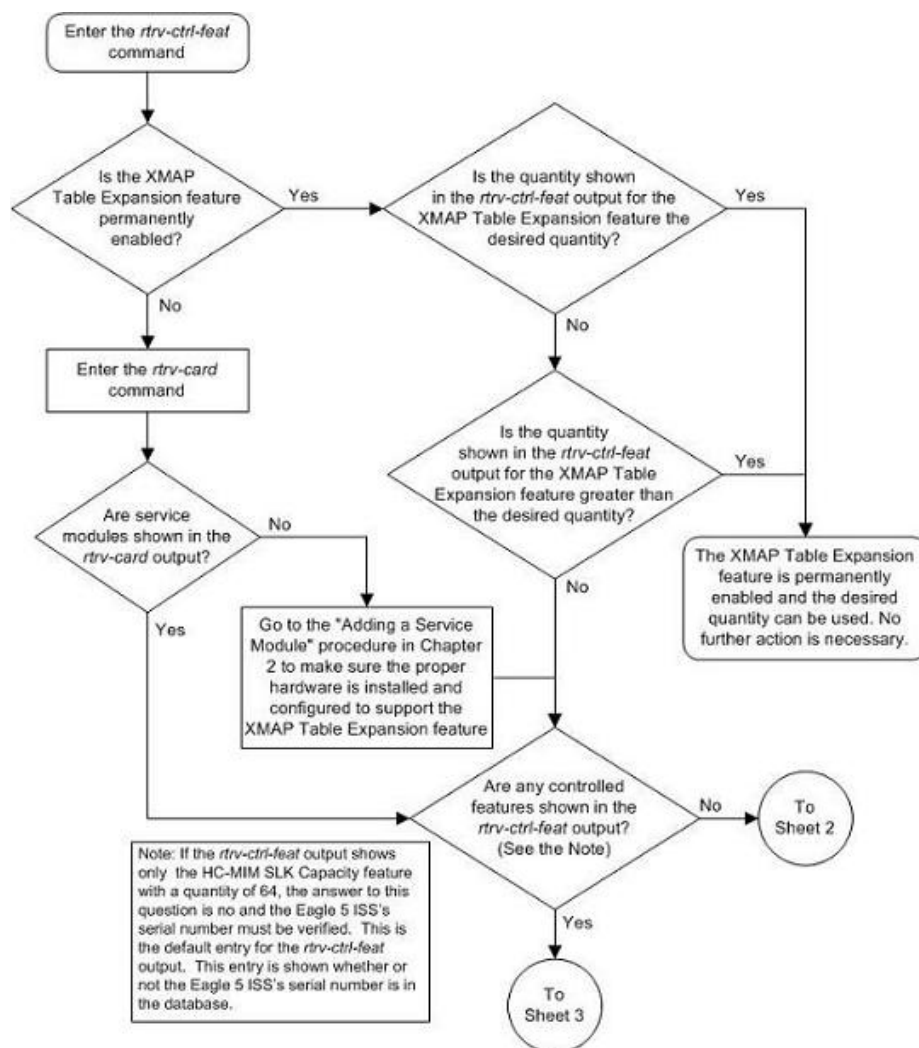 Enter the rtrv-ctrl-feat
command
Is the XMAP
Table Expansion feature
permanently
enabled?
Yes
Is the quantity shown
in the rtrv-ctrl-feat output for the
XMAP Table Expansion feature the
desired quantity?
Yes
No
No
Enter the rtrv-card
command
Is the quantity
shown in the rtrv-ctrl-feat
output for the XMAP Table
Expansion feature greater than
the desired quantity?
Yes
Are service
modules shown in the
rtrv-card output?
No
Yes
No
The XMAP Table Expansion
feature is permanently
enabled and the desired
quantity can be used. No
further action is necessary.
Go to the "Adding a Service
Module" procedure in Chapter
2 to make sure the proper
hardware is installed and
configured to support the
XMAP Table Expansion feature
Are any controlled
features shown in the
rtrv-ctrl-feat output?
(See the Note)
No
To
Sheet 2
Yes
To
Sheet 3
Note: If the rtrv-ctrl-feat output shows
only the HC-MIM SLK Capacity feature
with a quantity of 64, the answer to this
question is no and the Eagle 5 ISS's
serial number must be verified. This is
the default entry for the rtrv-ctrl-feat
output. This entry is shown whether or
not the Eagle 5 ISS's serial number is in
the database.